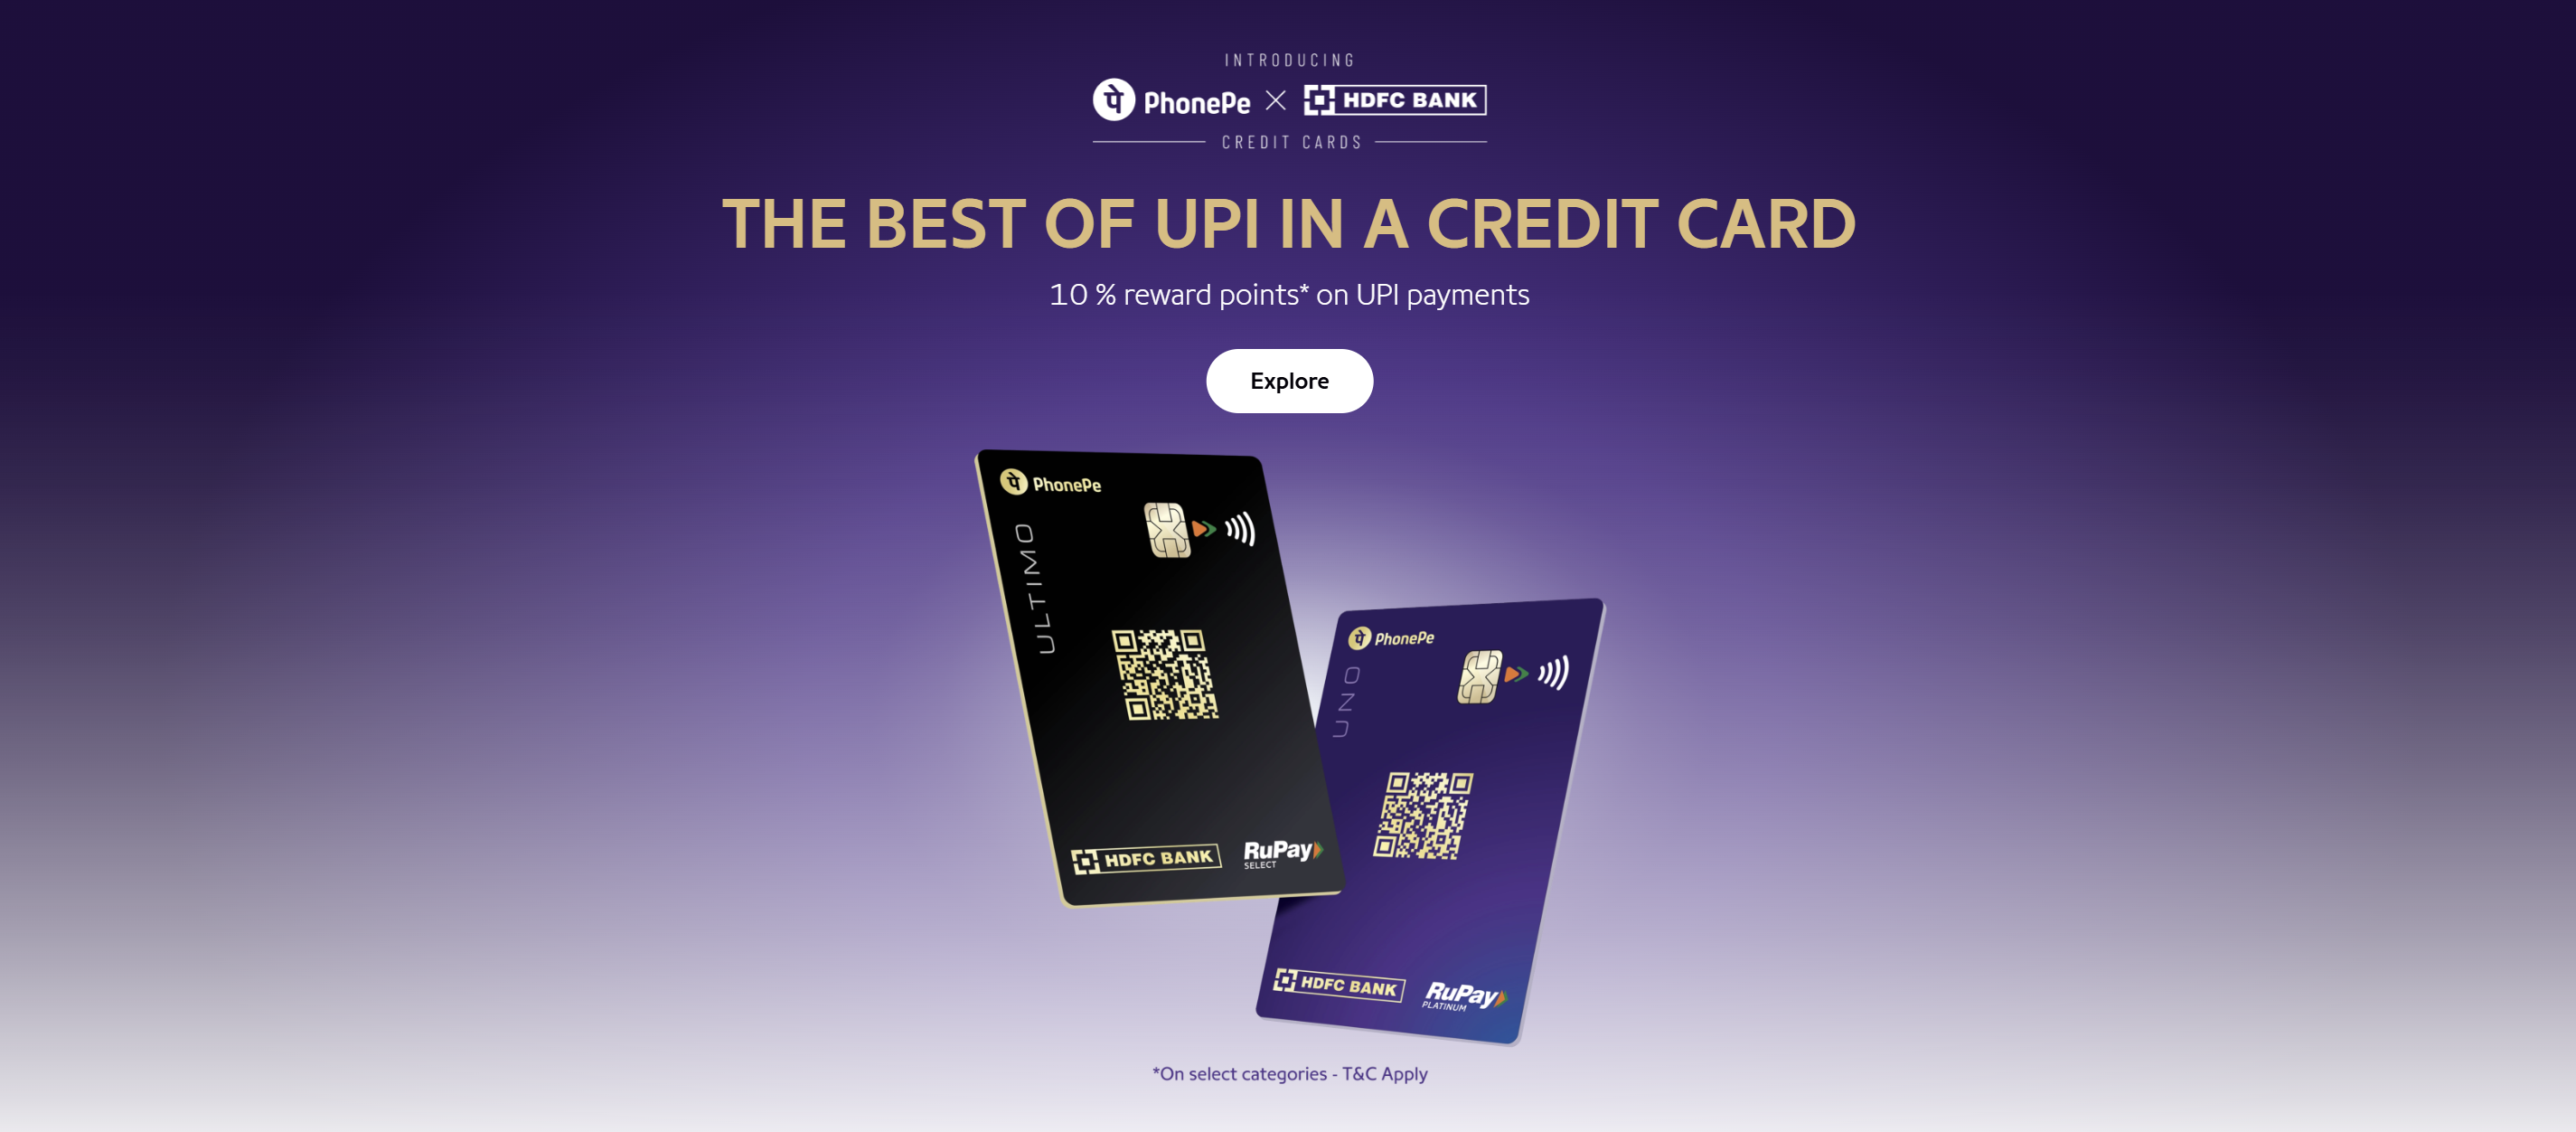 INTRODUCING
पे PhonePe × HDFC BANK
CREDIT CARDS
THE BEST OF UPI IN A CREDIT CARD
10 % reward points* on UPI payments
Explore
पे PhonePe
ULTIMO
HDFC BANK
RuPay
SELECT
पे PhonePe
UNO
HDFC BANK
RuPay
PLATINUM
*On select categories - T&C Apply